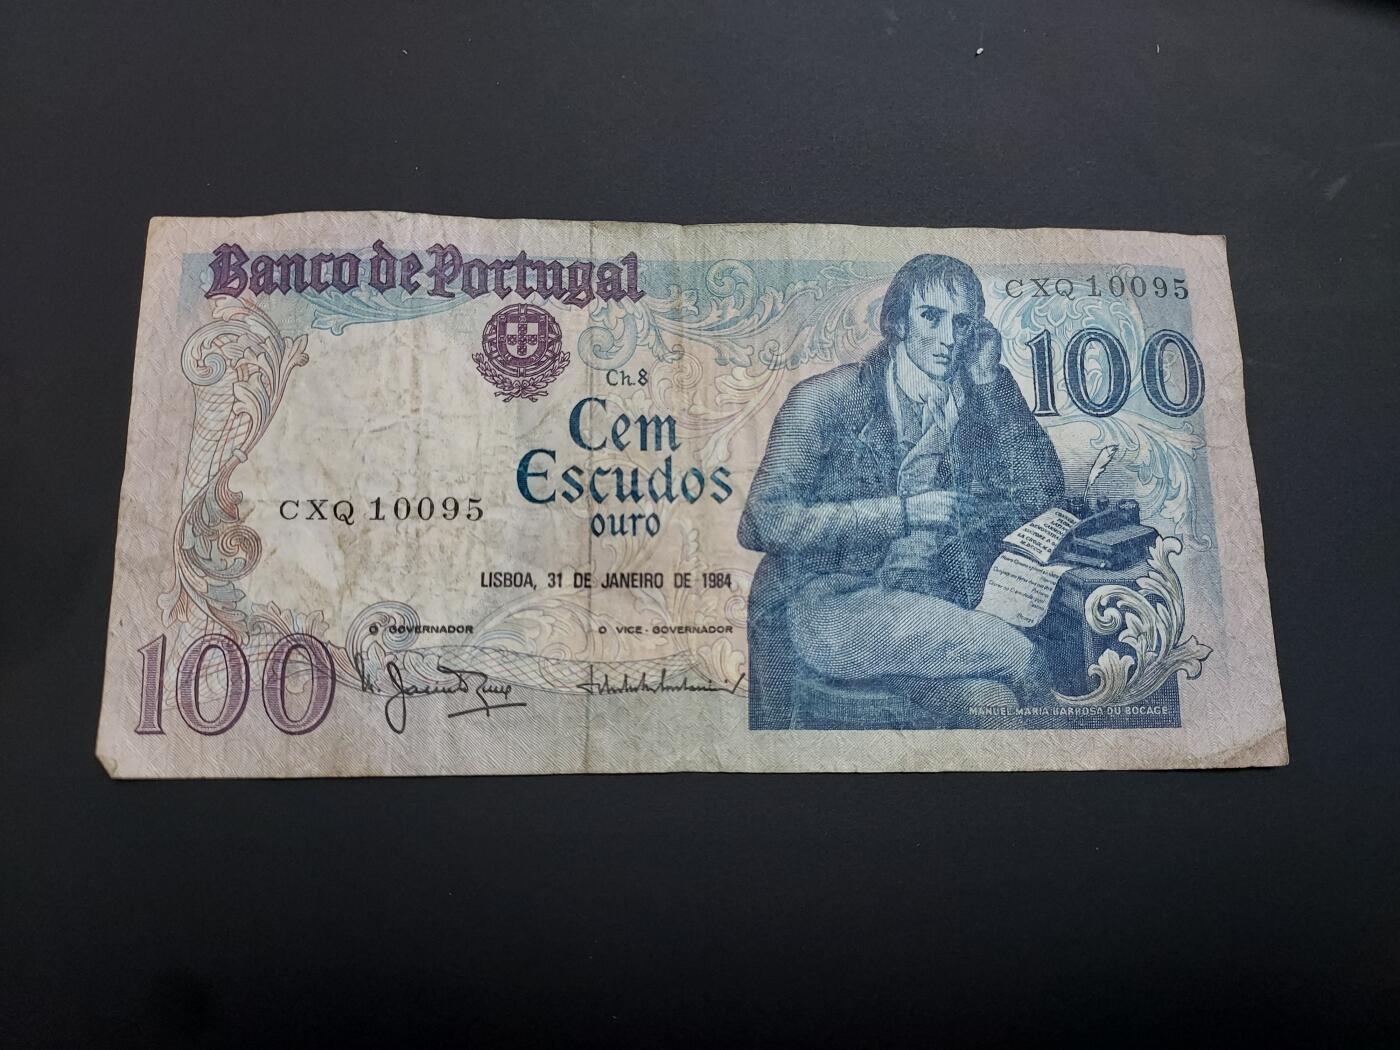 Banco de Portugal
CXQ 10095
100
Ch. 8
Cem
Escudos
ouro
CXQ 10095
LISBOA, 31 DE JANEIRO DE 1984
O GOVERNADOR
O VICE-GOVERNADOR
100
MANUEL MARIA BARBOSA DU BOCAGE